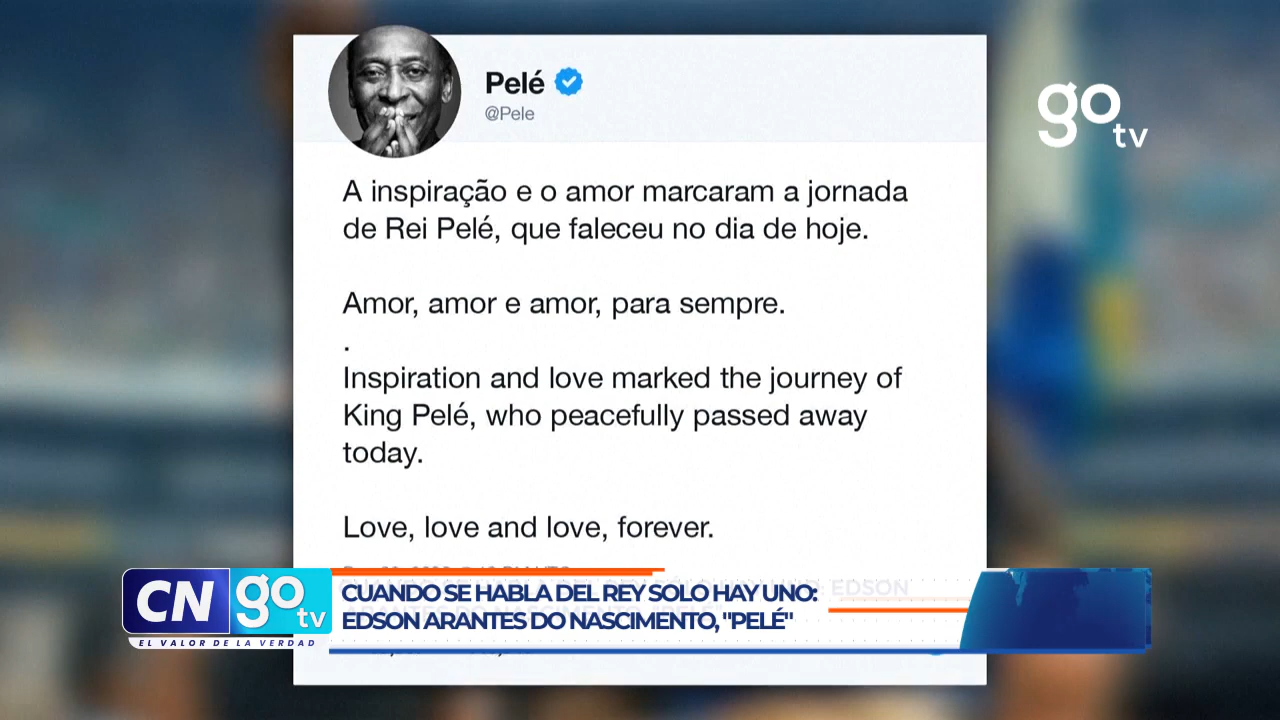 Pelé
@Pele
go
tv
A inspiração e o amor marcaram a jornada
de Rei Pelé, que faleceu no dia de hoje.
Amor, amor e amor, para sempre.
.
Inspiration and love marked the journey of
King Pelé, who peacefully passed away
today.
Love, love and love, forever.
CN
go
tv
EL VALOR DE LA VERDAD
CUANDO SE HABLA DEL REY SOLO HAY UNO:
EDSON ARANTES DO NASCIMENTO, "PELÉ"